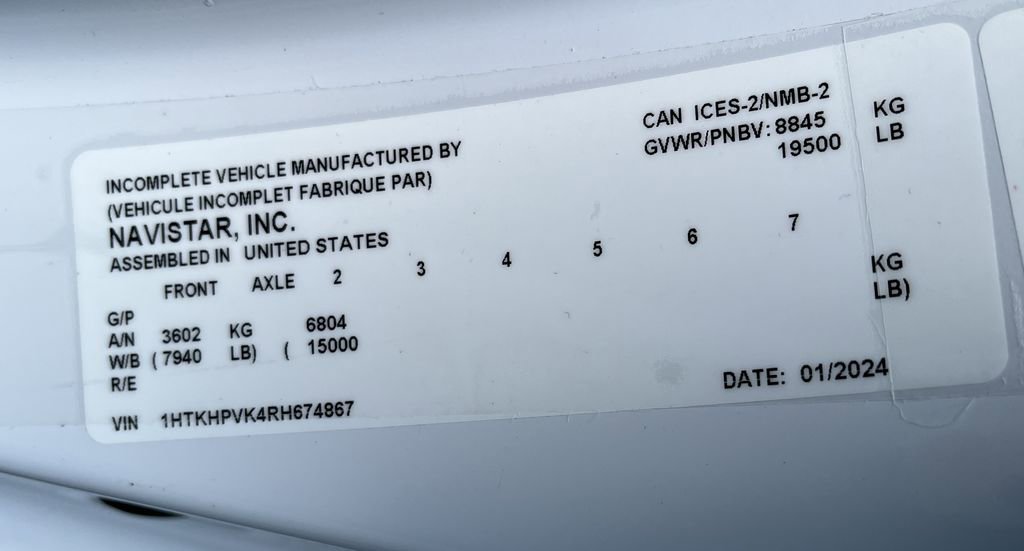 INCOMPLETE VEHICLE MANUFACTURED BY
(VEHICULE INCOMPLET FABRIQUE PAR)
NAVISTAR, INC.
ASSEMBLED IN UNITED STATES
CAN ICES-2/NMB-2
GVWR/PNBV: 8845 KG
19500 LB
FRONT AXLE 2 3 4 5 6 7
G/P
A/N 3602 KG 6804 KG
W/B ( 7940 LB) ( 15000 LB)
R/E
VIN 1HTKHPVK4RH674867
DATE: 01/2024